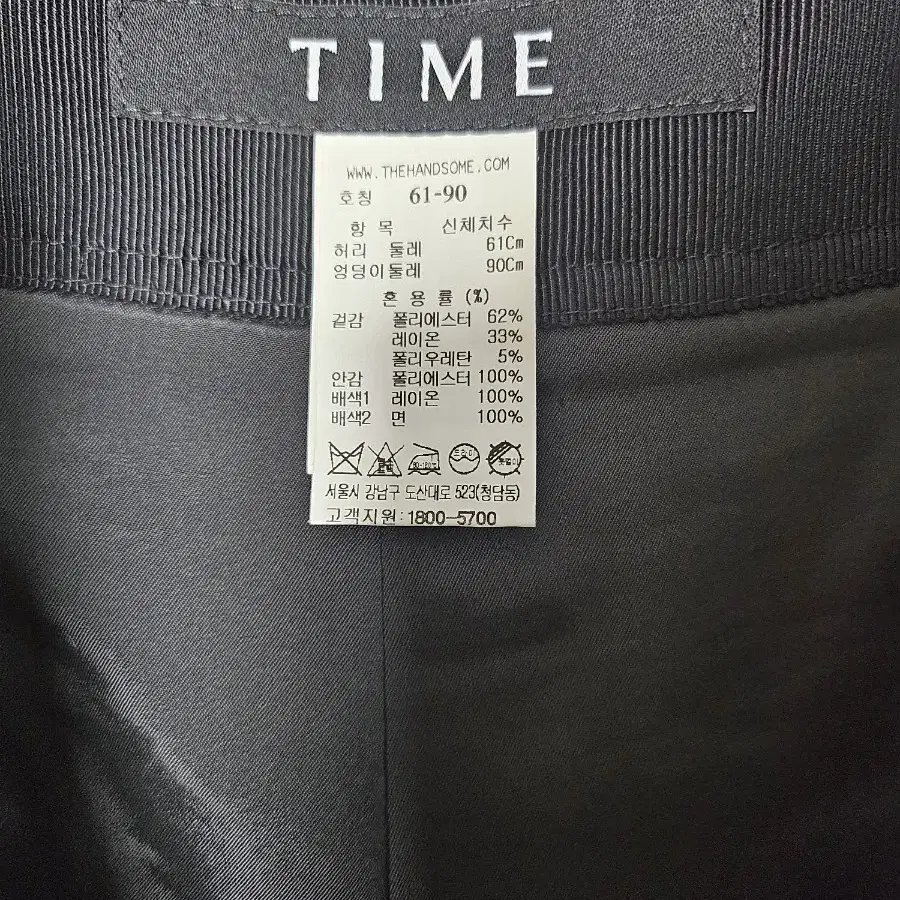 TIME
WWW.THEHANDSOME.COM
호칭 61-90
항 목 신체치수
허리 둘레 61Cm
엉덩이둘레 90Cm
혼 용 률 (%)
겉감 폴리에스터 62%
레이온 33%
폴리우레탄 5%
안감 폴리에스터 100%
배색1 레이온 100%
배색2 면 100%
드라이
서울시 강남구 도산대로 523(청담동)
고객지원: 1800-5700